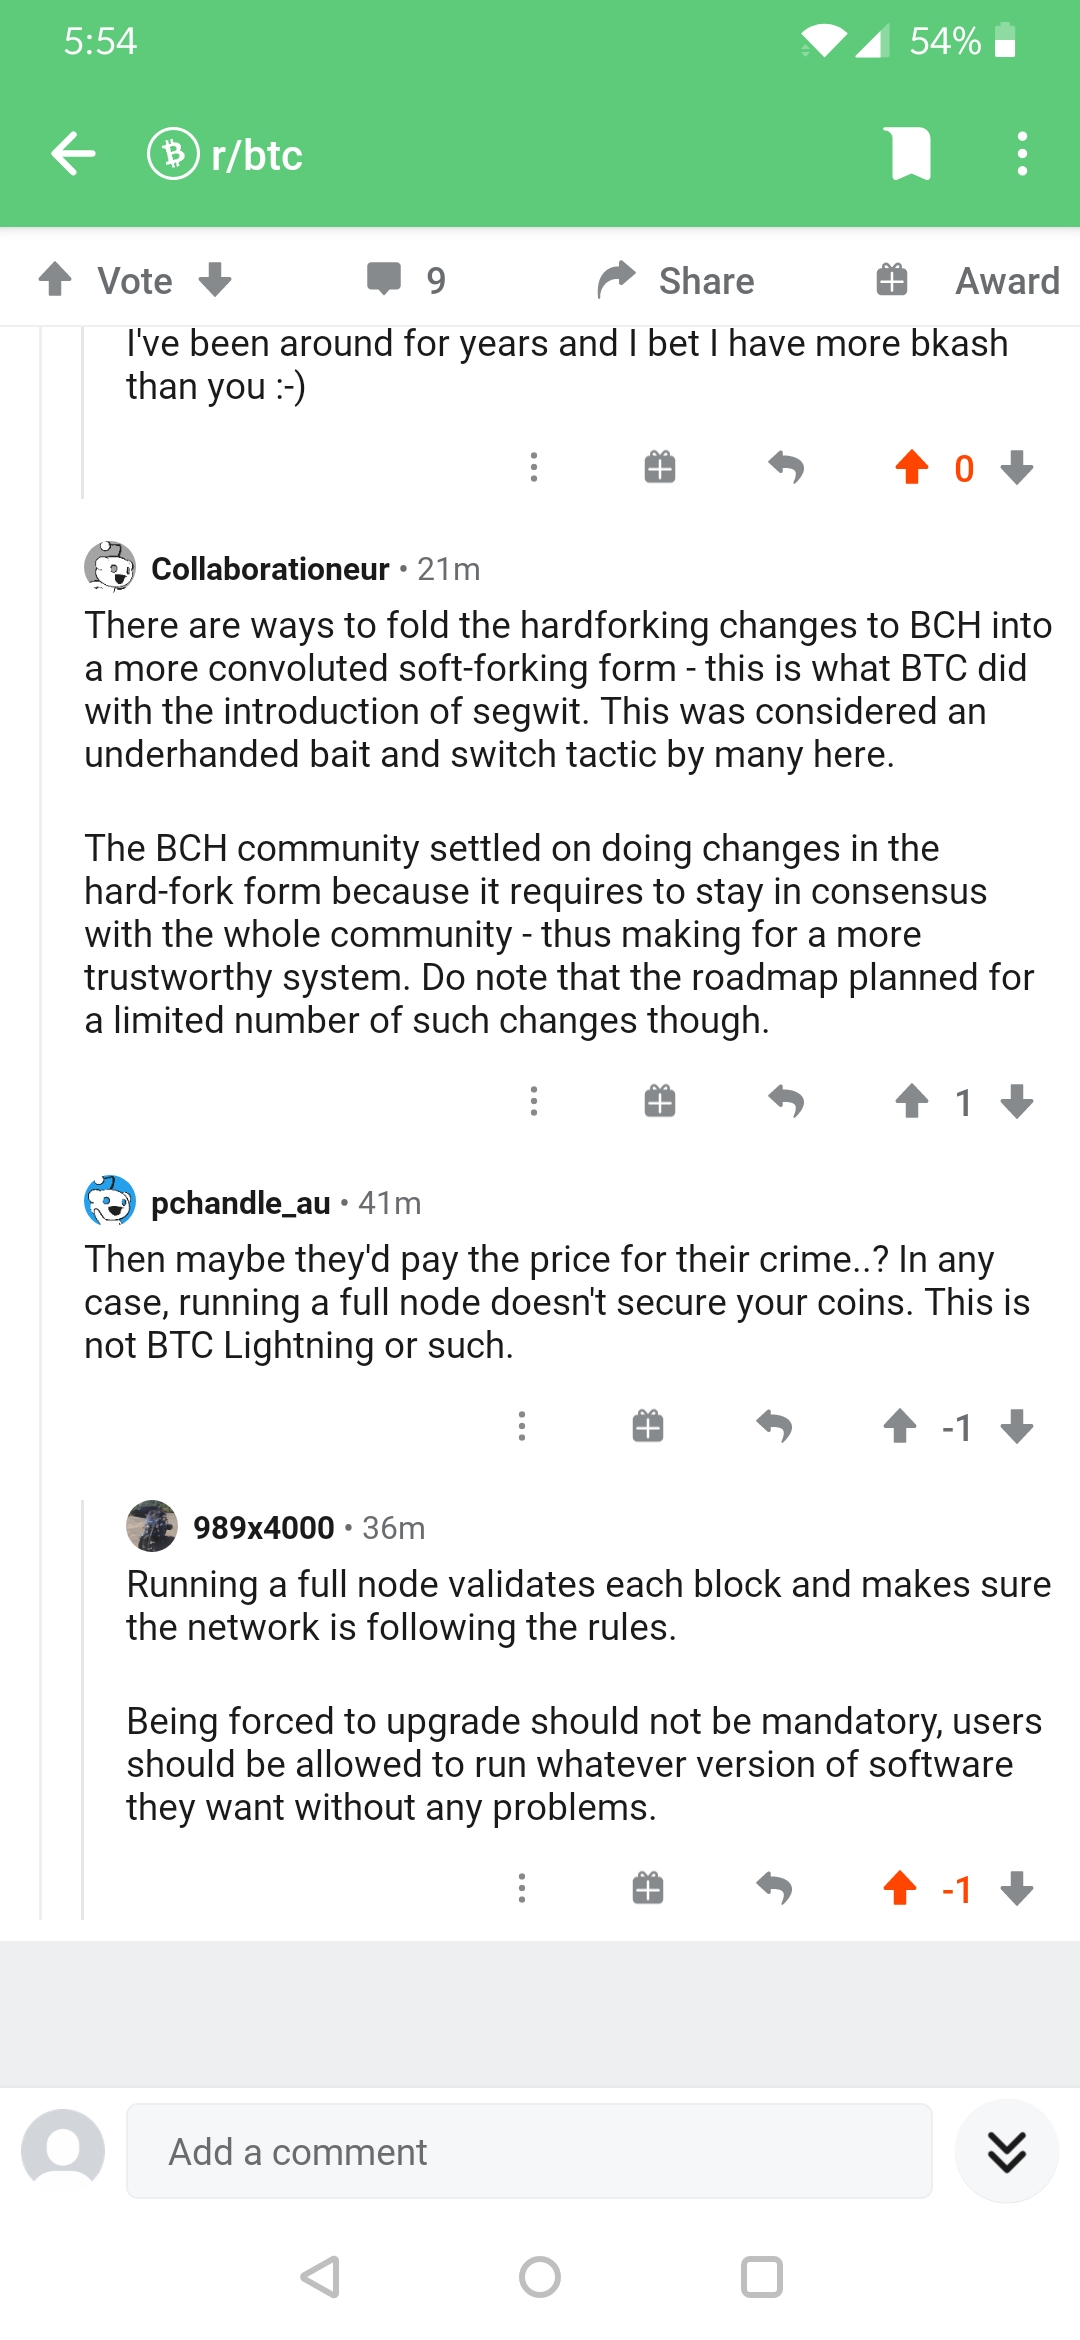 5:54
54%
r/btc
Vote
9
Share
Award
I've been around for years and I bet I have more bkash
than you :-)
0
Collaborationeur • 21m
There are ways to fold the hardforking changes to BCH into
a more convoluted soft-forking form - this is what BTC did
with the introduction of segwit. This was considered an
underhanded bait and switch tactic by many here.
The BCH community settled on doing changes in the
hard-fork form because it requires to stay in consensus
with the whole community - thus making for a more
trustworthy system. Do note that the roadmap planned for
a limited number of such changes though.
1
pchandle_au • 41m
Then maybe they'd pay the price for their crime..? In any
case, running a full node doesn't secure your coins. This is
not BTC Lightning or such.
-1
989x4000 • 36m
Running a full node validates each block and makes sure
the network is following the rules.
Being forced to upgrade should not be mandatory, users
should be allowed to run whatever version of software
they want without any problems.
-1
Add a comment